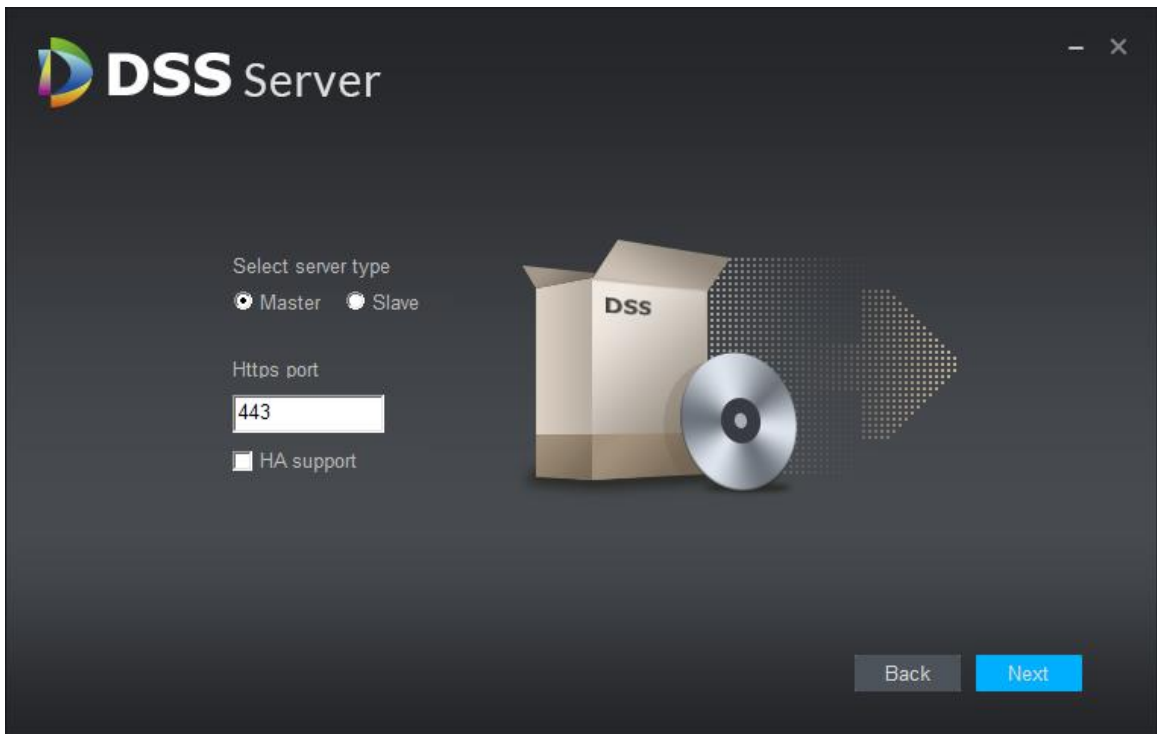 DSS Server
Select server type
Master Slave
Https port
443
HA support
DSS
Back Next